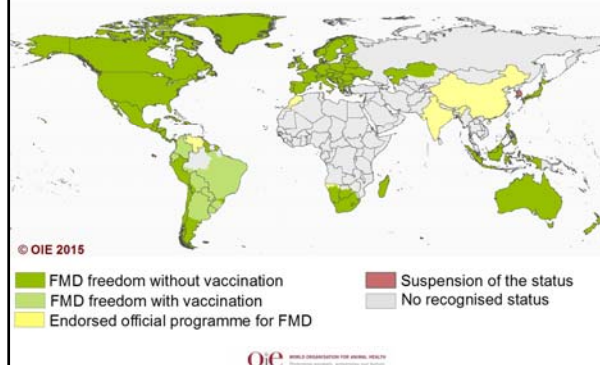 © OIE 2015
FMD freedom without vaccination
FMD freedom with vaccination
Endorsed official programme for FMD
Suspension of the status
No recognised status
Oie WORLD ORGANISATION FOR ANIMAL HEALTH